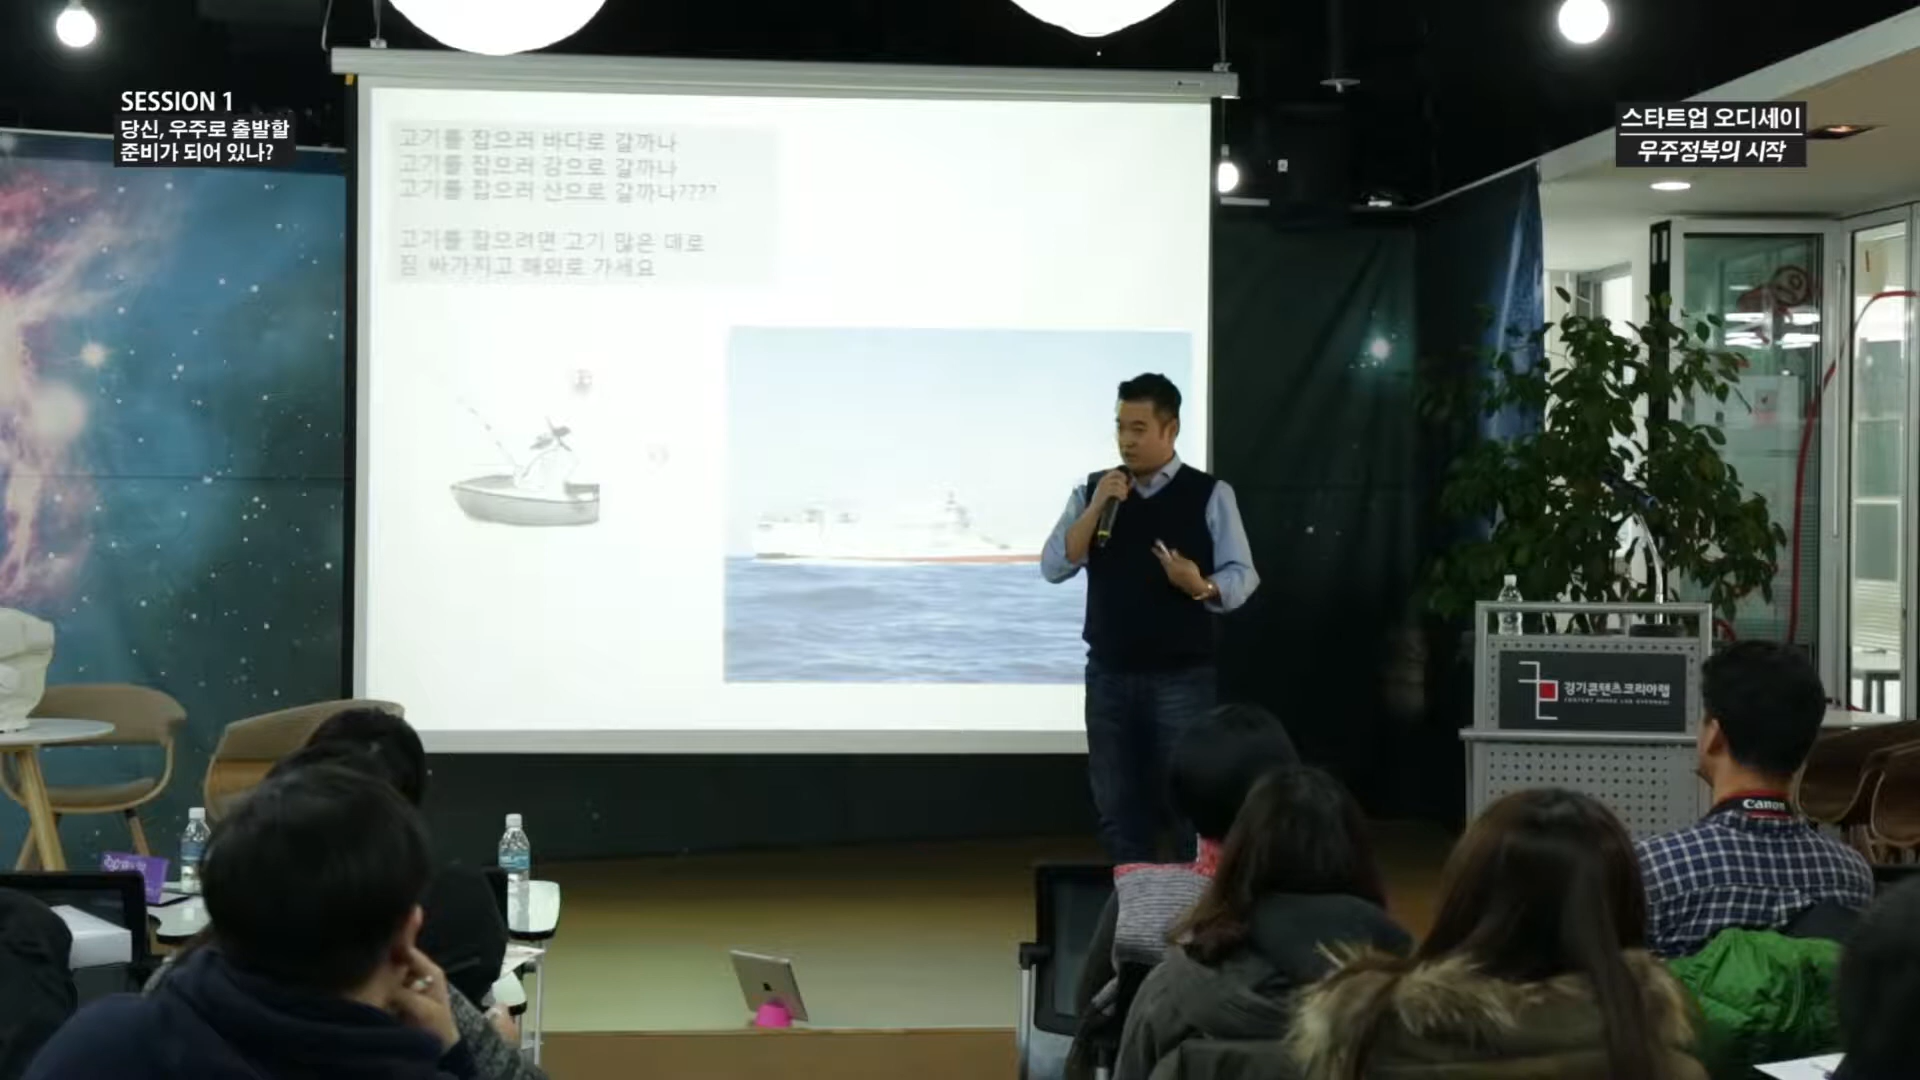 SESSION 1
당신, 우주로 출발할
준비가 되어 있나?
스타트업 오디세이
우주정복의 시작
고기를 잡으러 바다로 갈까나
고기를 잡으러 강으로 갈까나
고기를 잡으러 산으로 갈까나????
고기를 잡으려면 고기 많은 데로
짐 싸가지고 해외로 가세요
경기콘텐츠코리아랩
CONTENT KOREA LAB GYEONGGI
Canon